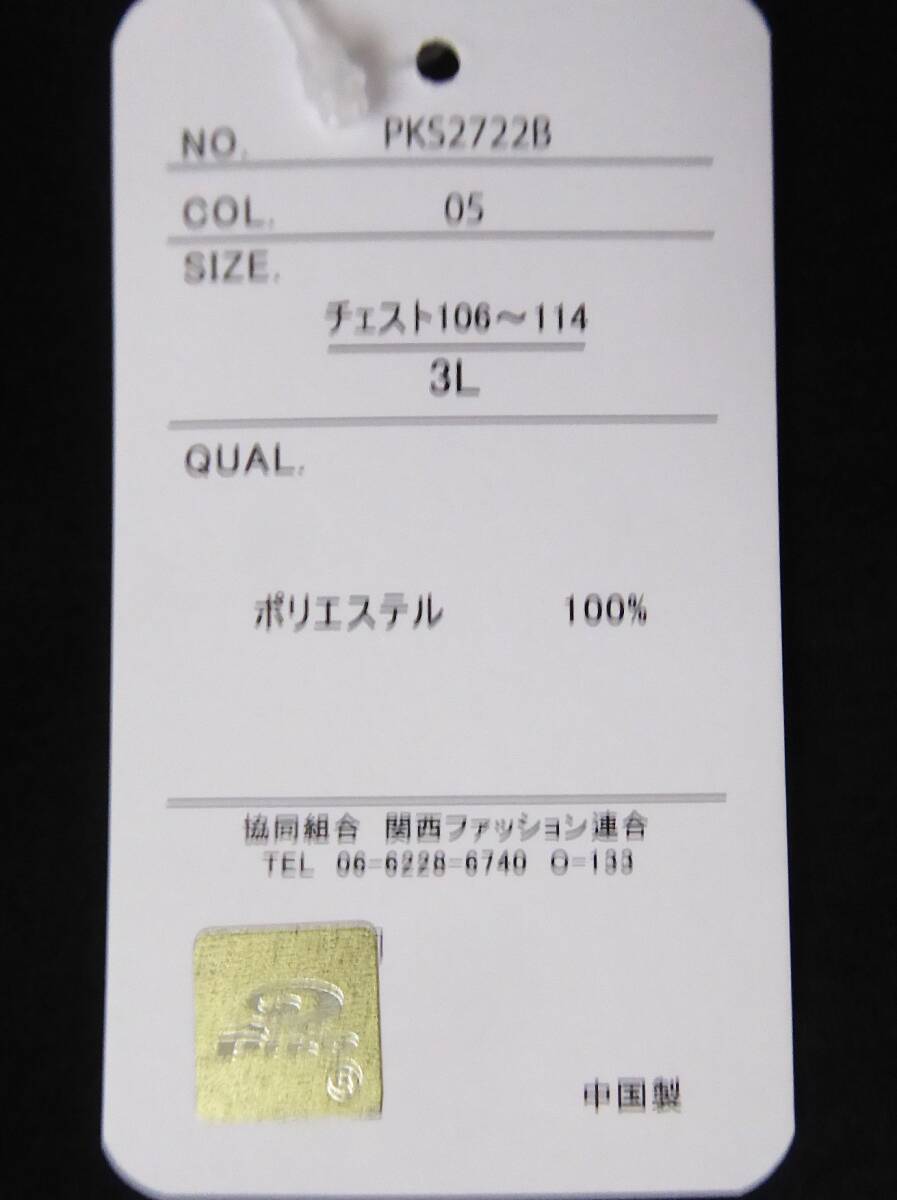 NO. PKS2722B
COL. 05
SIZE.
チェスト106～114
3L
QUAL.
ポリエステル 100%
協同組合 関西ファッション連合
TEL 06-6228-6740 O-133
中国製